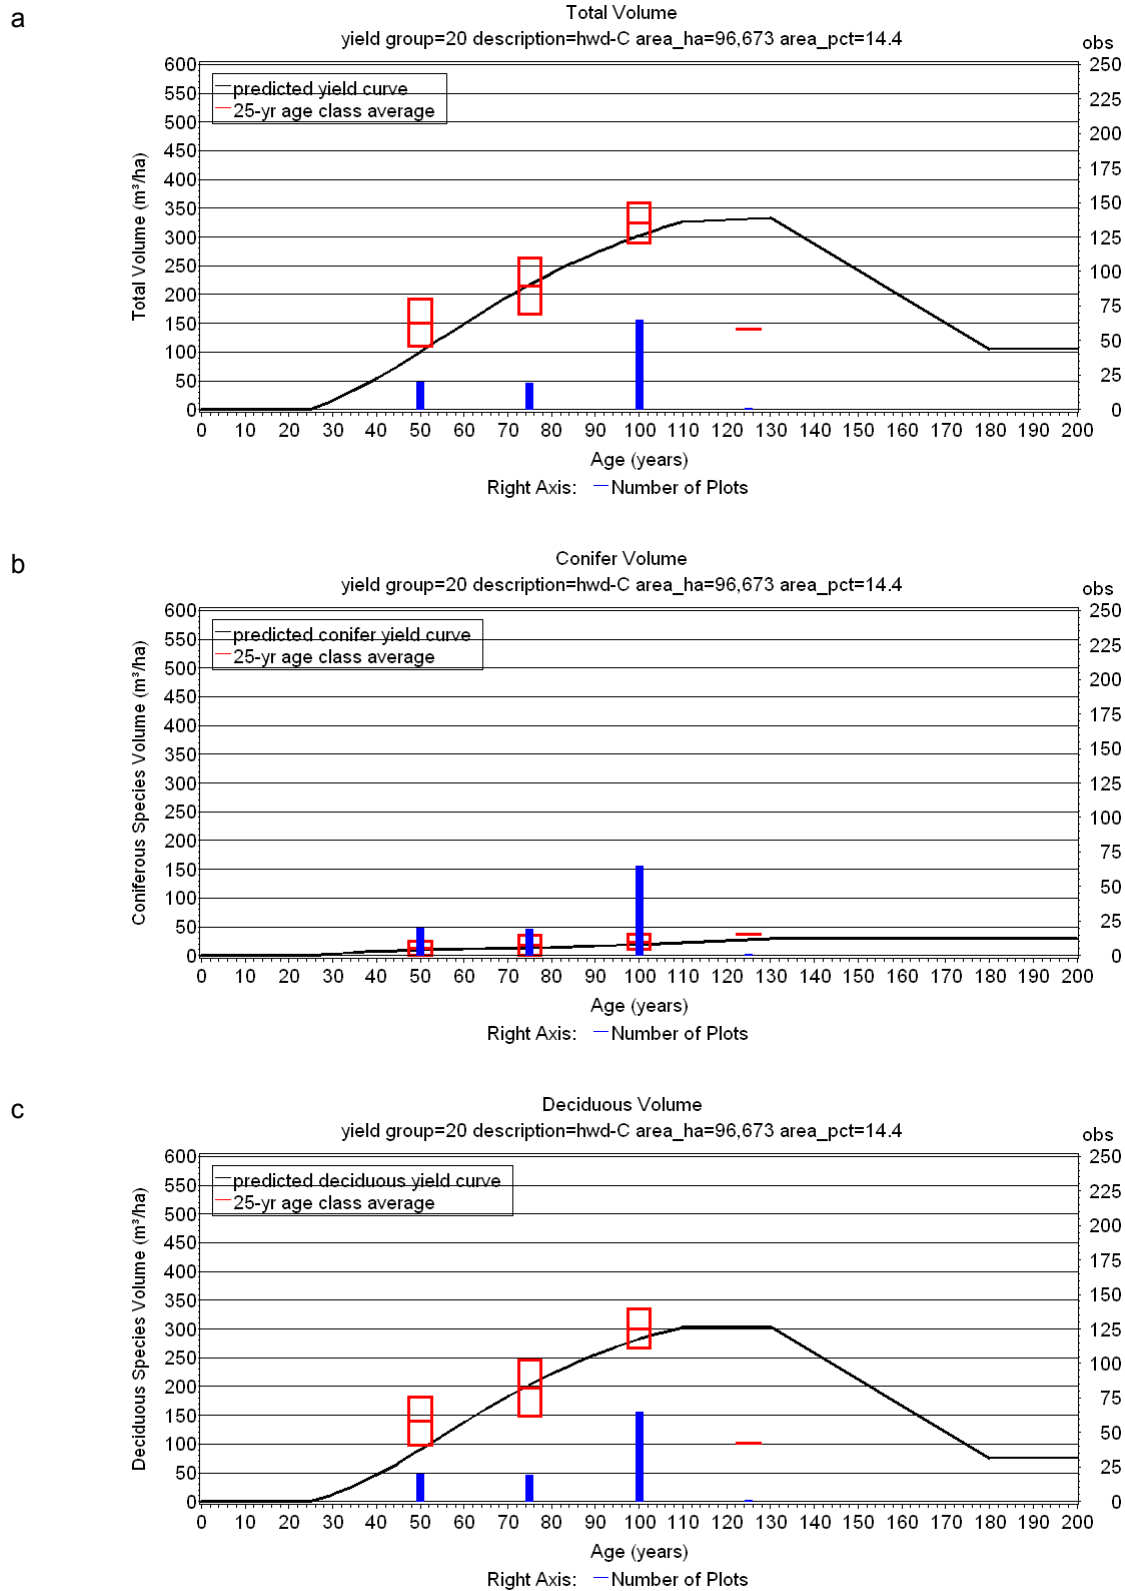 a
Total Volume
yield group=20 description=hwd-C area_ha=96,673 area_pct=14.4
obs
predicted yield curve
25-yr age class average
Total Volume (m³/ha)
600
550
500
450
400
350
300
250
200
150
100
50
0
250
225
200
175
150
125
100
75
50
25
0
0 10 20 30 40 50 60 70 80 90 100 110 120 130 140 150 160 170 180 190 200
Age (years)
Right Axis: —Number of Plots
b
Conifer Volume
yield group=20 description=hwd-C area_ha=96,673 area_pct=14.4
obs
predicted conifer yield curve
25-yr age class average
Coniferous Species Volume (m³/ha)
600
550
500
450
400
350
300
250
200
150
100
50
0
250
225
200
175
150
125
100
75
50
25
0
0 10 20 30 40 50 60 70 80 90 100 110 120 130 140 150 160 170 180 190 200
Age (years)
Right Axis: —Number of Plots
c
Deciduous Volume
yield group=20 description=hwd-C area_ha=96,673 area_pct=14.4
obs
predicted deciduous yield curve
25-yr age class average
Deciduous Species Volume (m³/ha)
600
550
500
450
400
350
300
250
200
150
100
50
0
250
225
200
175
150
125
100
75
50
25
0
0 10 20 30 40 50 60 70 80 90 100 110 120 130 140 150 160 170 180 190 200
Age (years)
Right Axis: —Number of Plots